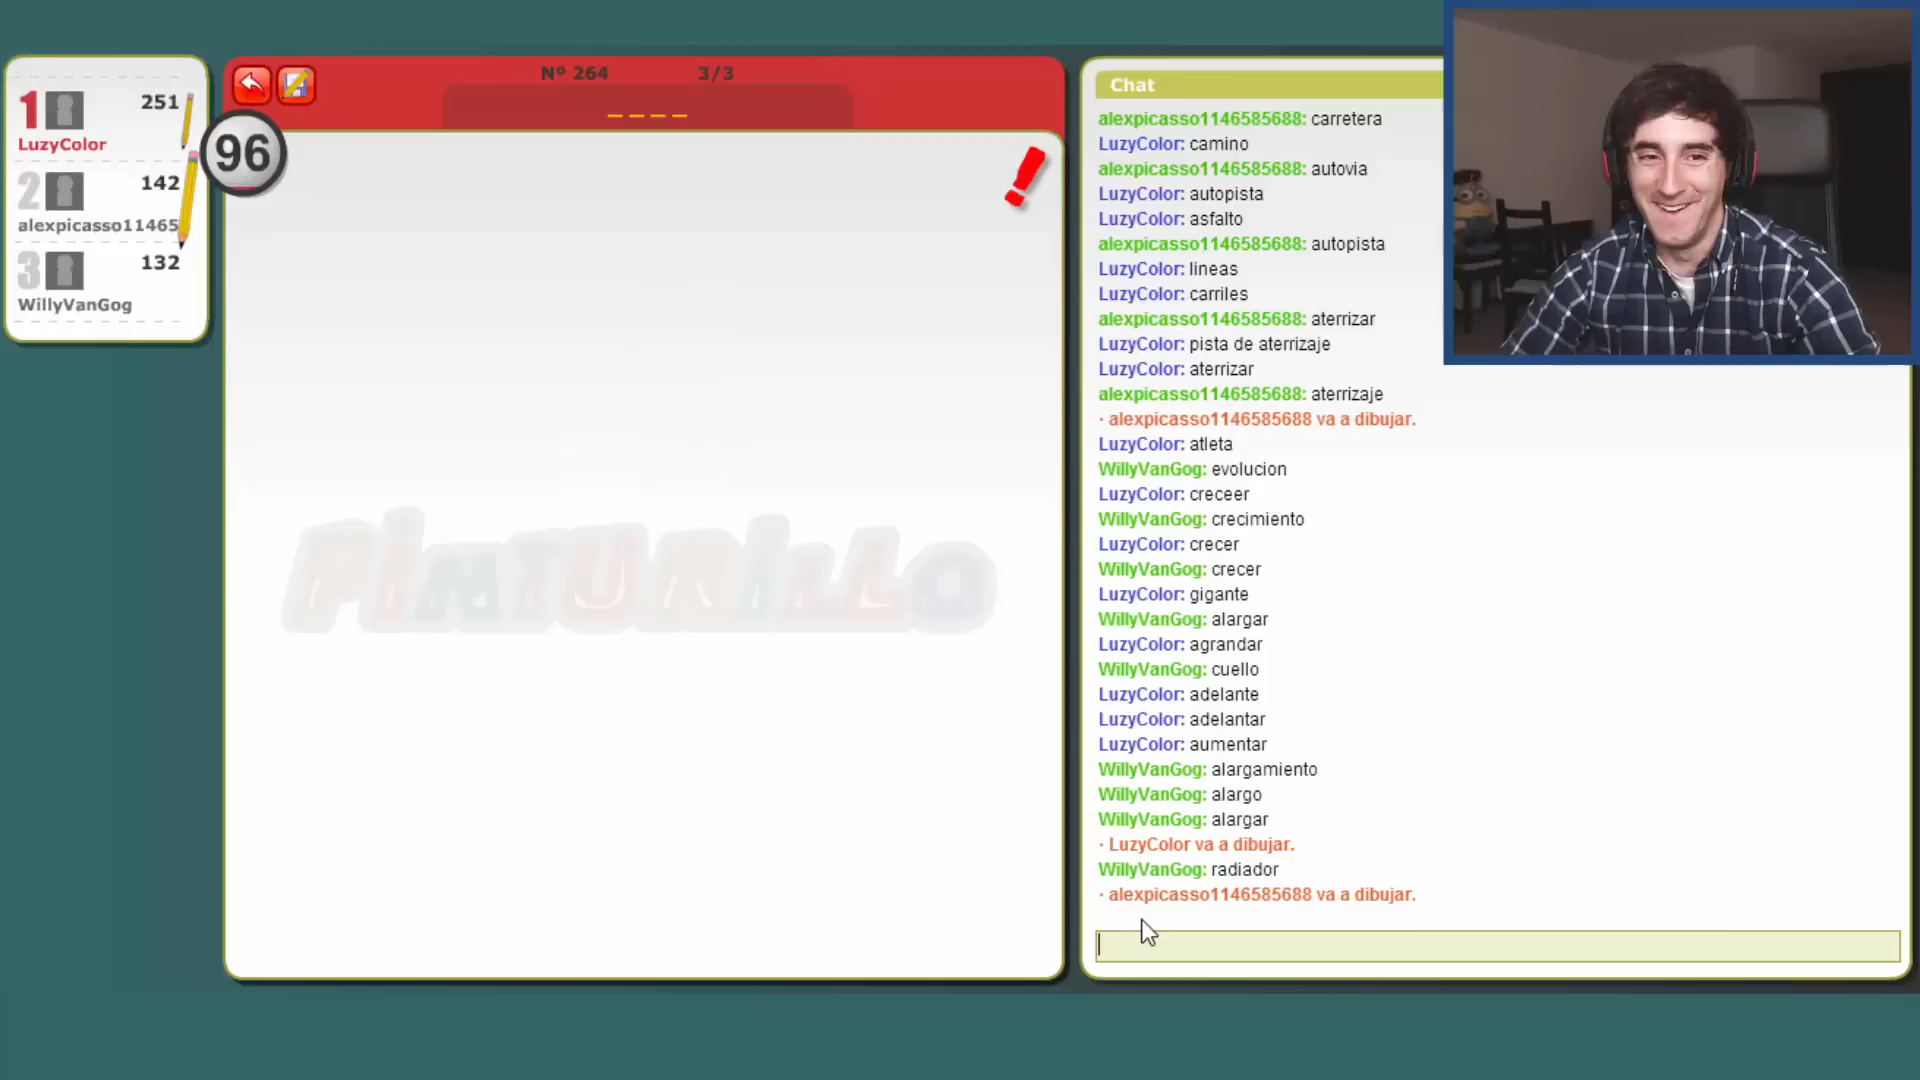 1
251
LuzyColor
2
142
alexpicasso11465
3
132
WillyVanGog
96
Nº 264 3/3
_ _ _ _
!
PINTURILLO
Chat
alexpicasso1146585688: carretera
LuzyColor: camino
alexpicasso1146585688: autovia
LuzyColor: autopista
LuzyColor: asfalto
alexpicasso1146585688: autopista
LuzyColor: lineas
LuzyColor: carriles
alexpicasso1146585688: aterrizar
LuzyColor: pista de aterrizaje
LuzyColor: aterrizar
alexpicasso1146585688: aterrizaje
· alexpicasso1146585688 va a dibujar.
LuzyColor: atleta
WillyVanGog: evolucion
LuzyColor: creceer
WillyVanGog: crecimiento
LuzyColor: crecer
WillyVanGog: crecer
LuzyColor: gigante
WillyVanGog: alargar
LuzyColor: agrandar
WillyVanGog: cuello
LuzyColor: adelante
LuzyColor: adelantar
LuzyColor: aumentar
WillyVanGog: alargamiento
WillyVanGog: alargo
WillyVanGog: alargar
· LuzyColor va a dibujar.
WillyVanGog: radiador
· alexpicasso1146585688 va a dibujar.